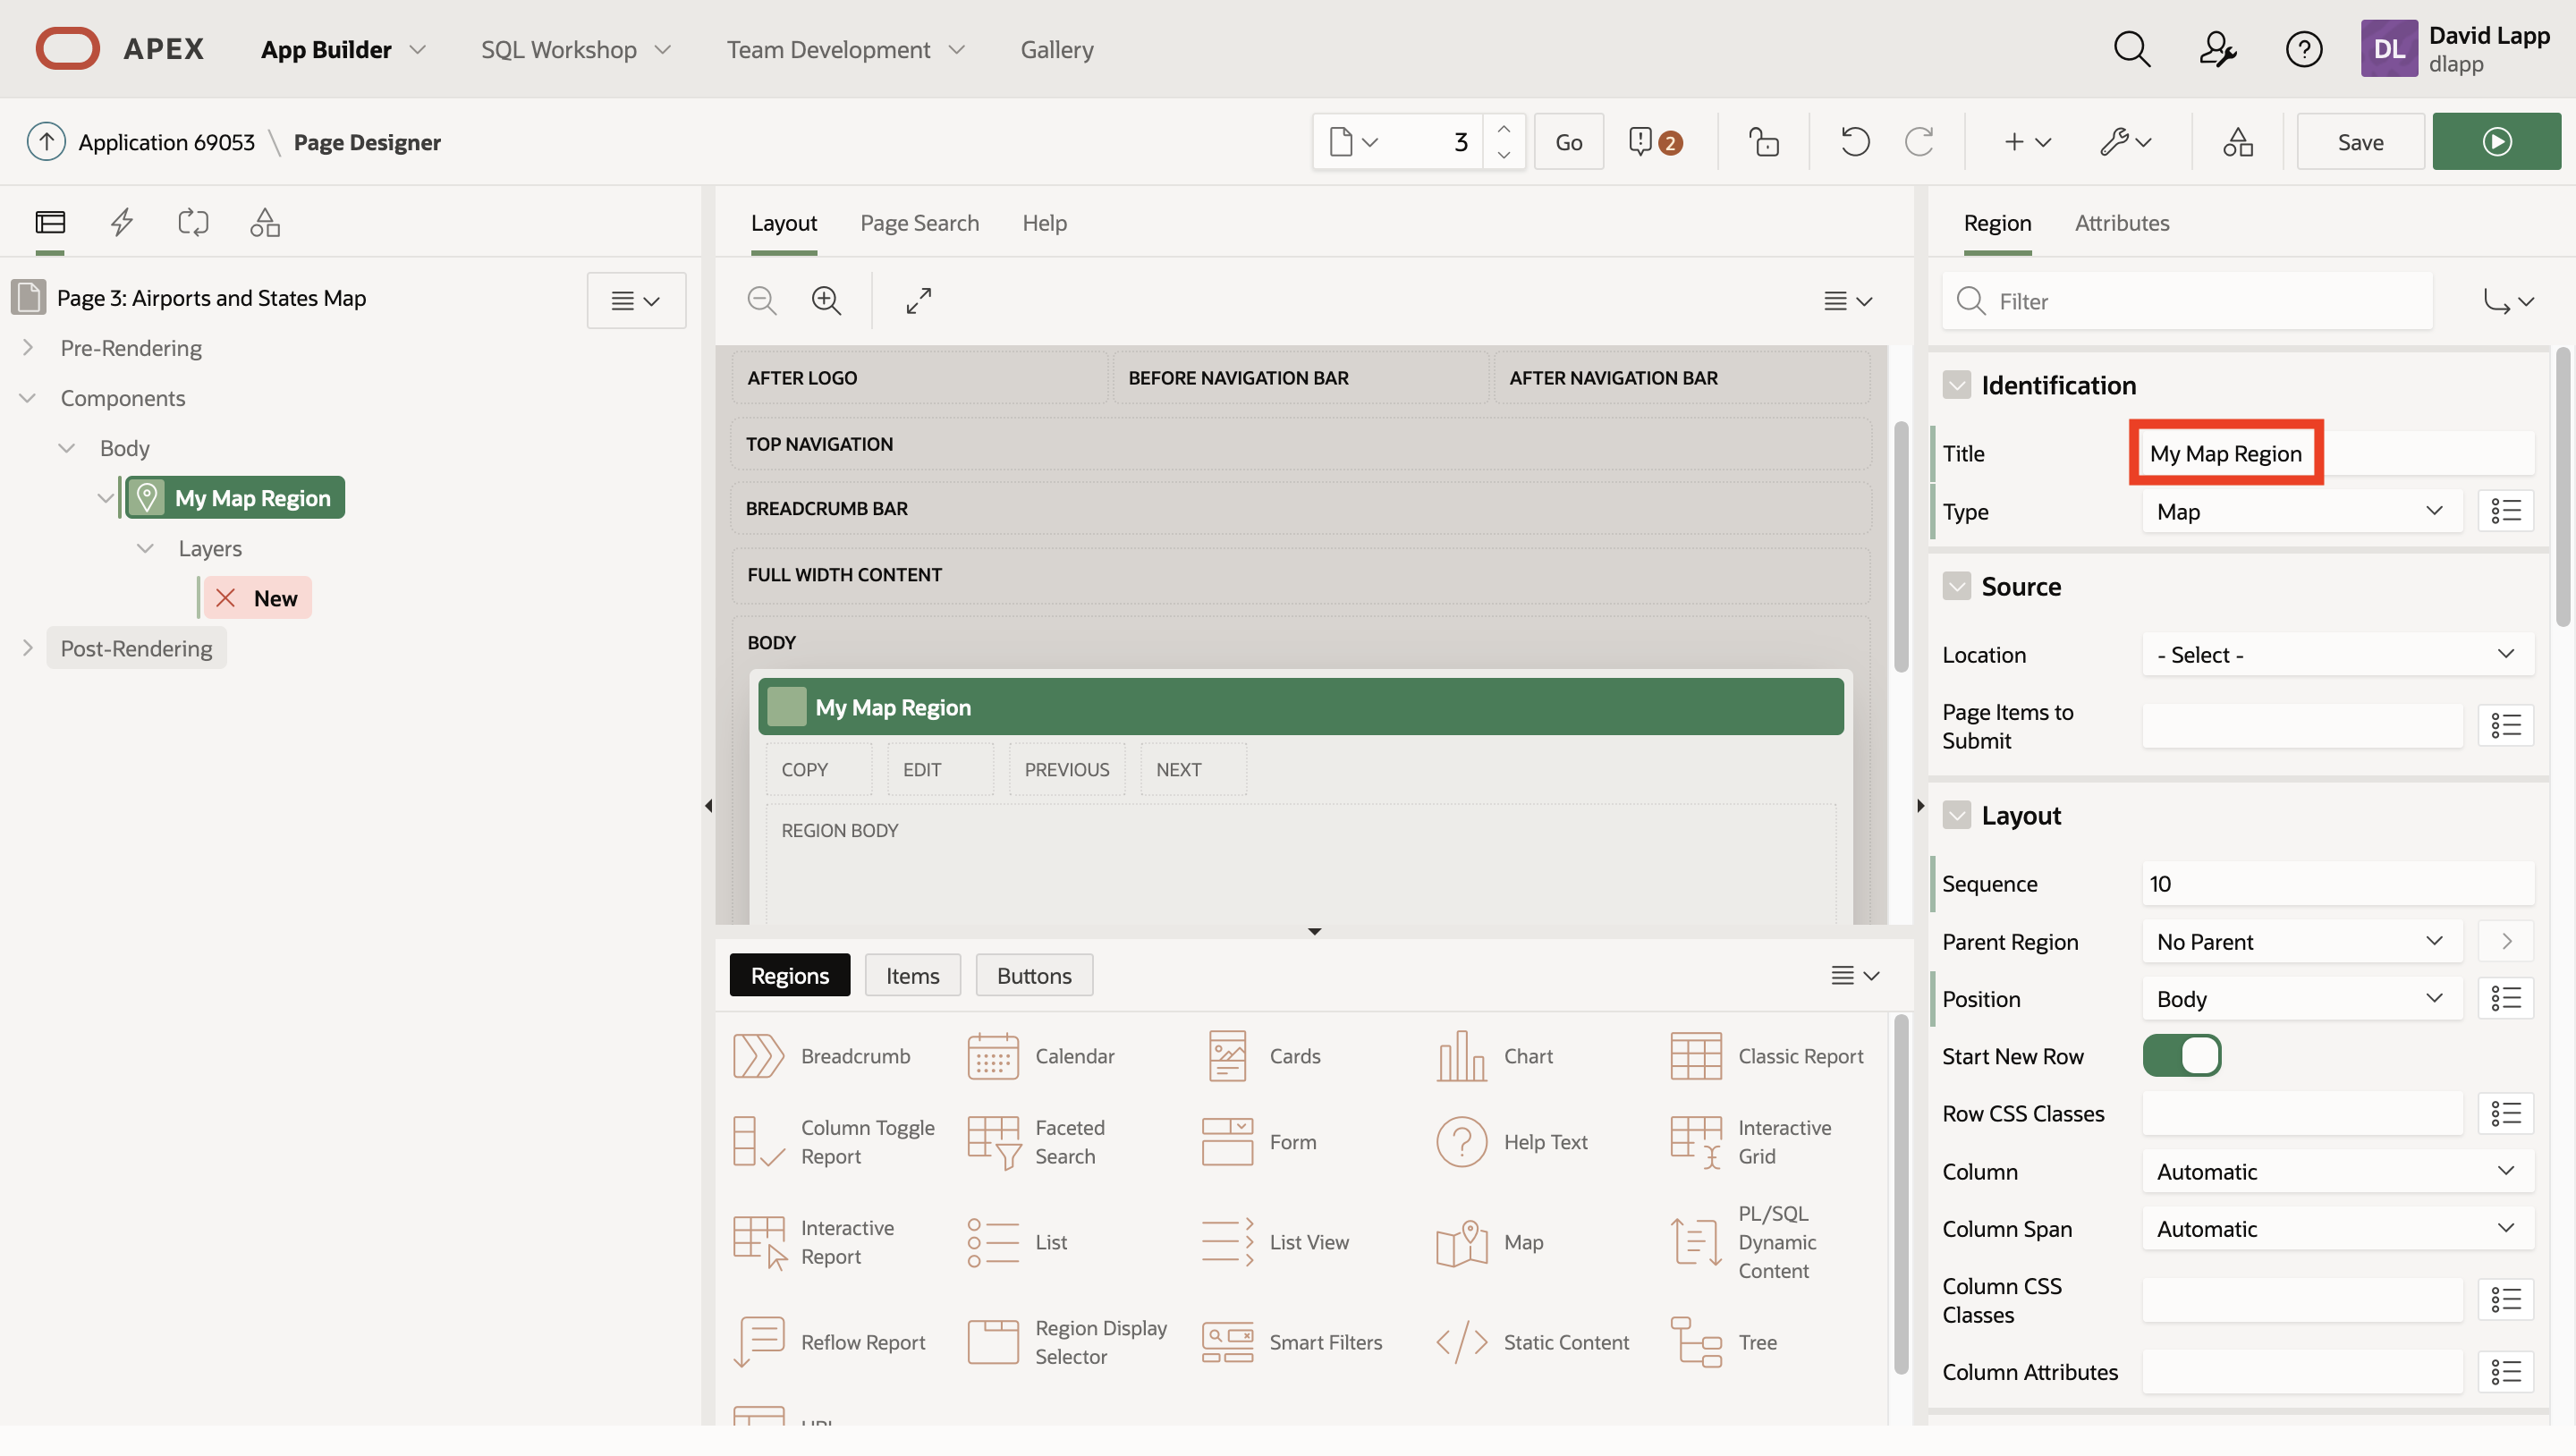 APEX App Builder SQL Workshop Team Development Gallery DL David Lapp
dlapp
Application 69053 \ Page Designer 3 Go 2 Save
Layout Page Search Help
Region Attributes
Page 3: Airports and States Map
Pre-Rendering
Components
Body
My Map Region
Layers
New
Post-Rendering
AFTER LOGO BEFORE NAVIGATION BAR AFTER NAVIGATION BAR
TOP NAVIGATION
BREADCRUMB BAR
FULL WIDTH CONTENT
BODY
My Map Region
COPY EDIT PREVIOUS NEXT
REGION BODY
Regions Items Buttons
Breadcrumb Calendar Cards Chart Classic Report
Column Toggle
Report
Faceted
Search
Form
Help Text
Interactive
Grid
Interactive
Report
List
List View
Map
PL/SQL
Dynamic
Content
Reflow Report
Region Display
Selector
Smart Filters
Static Content
Tree
Filter
Identification
Title My Map Region
Type Map
Source
Location - Select -
Page Items to
Submit
Layout
Sequence 10
Parent Region No Parent
Position Body
Start New Row
Row CSS Classes
Column Automatic
Column Span Automatic
Column CSS
Classes
Column Attributes